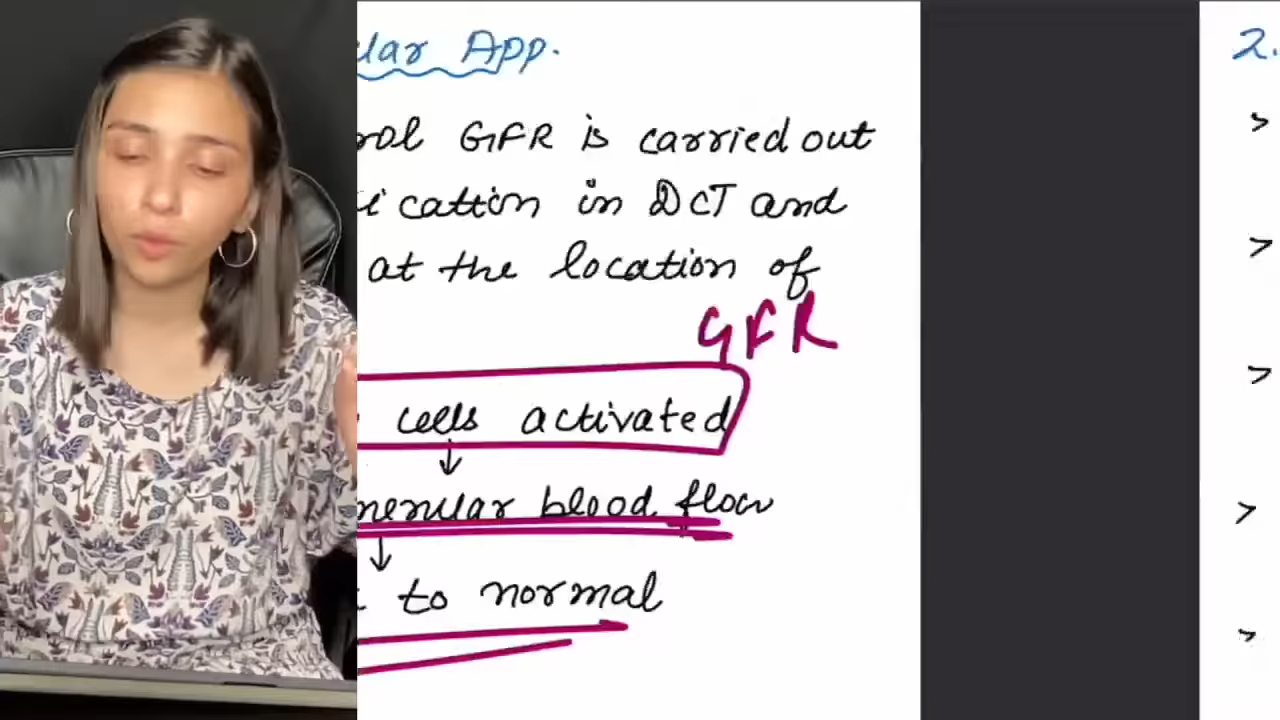 ular App.
rol GFR is carried out
ication in DCT and
at the location of
GFR
cells activated
↓
merular blood flow
↓
to normal
2.
>
>
>
>
>